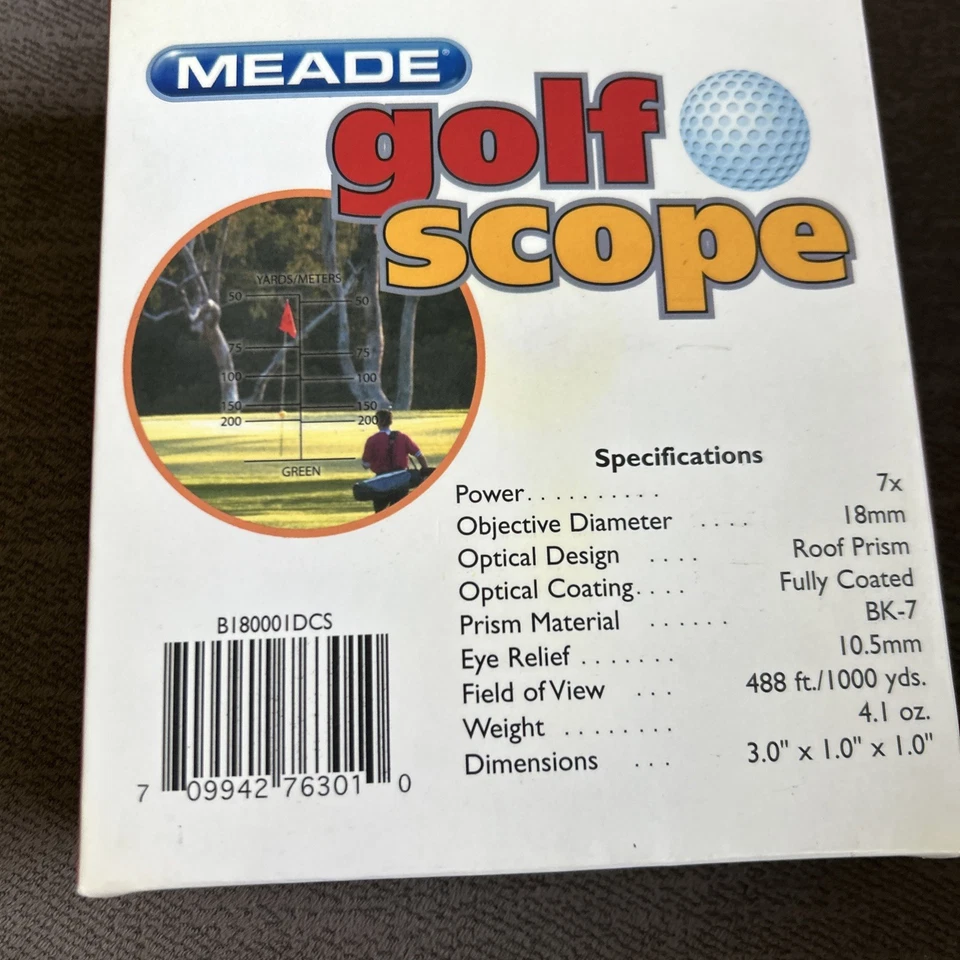 MEADE®
golf
scope
YARDS/METERS
50 50
75 75
100 100
150 150
200 200
GREEN
Specifications
Power.......... 7x
Objective Diameter .... 18mm
Optical Design .... Roof Prism
Optical Coating.... Fully Coated
Prism Material ...... BK-7
Eye Relief ....... 10.5mm
Field of View ... 488 ft./1000 yds.
Weight ........ 4.1 oz.
Dimensions ... 3.0" x 1.0" x 1.0"
B180001DCS
7 09942 76301 0